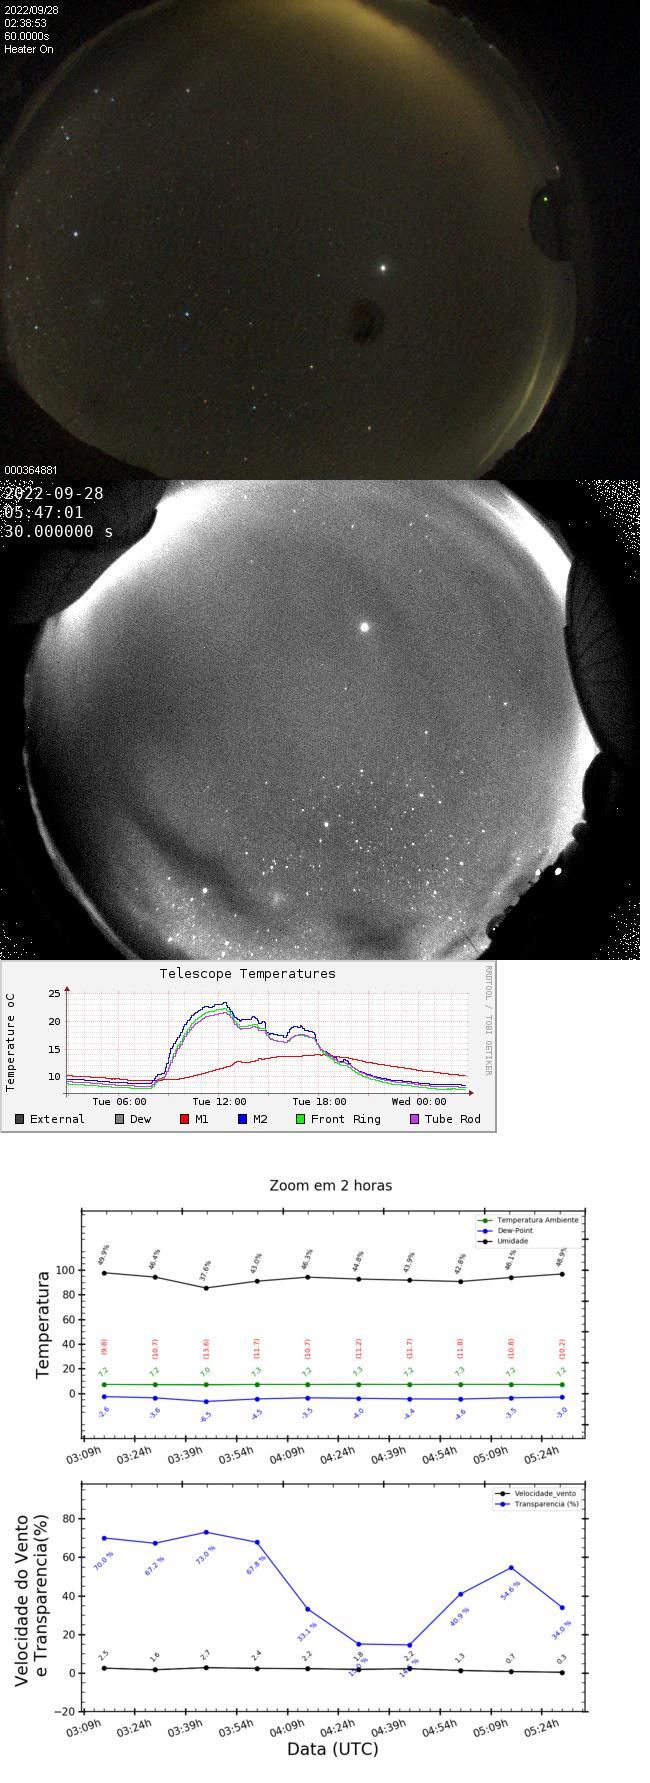 2022/09/28
02:38:53
60.0000s
Heater On
000364881
2022-09-28
05:47:01
30.000000 s
Telescope Temperatures
RRDTOOL / TOBI OETIKER
Temperature oC
25
20
15
10
Tue 06:00 Tue 12:00 Tue 18:00 Wed 00:00
External Dew M1 M2 Front Ring Tube Rod
Zoom em 2 horas
Temperatura Ambiente
Dew-Point
Umidade
Temperatura
49.9% 46.4% 37.6% 43.0% 46.3% 44.8% 43.9% 42.8% 46.1% 48.9%
100
80
60
40
20
0
(9.8) (10.7) (13.6) (11.7) (10.7) (11.2) (11.7) (11.8) (10.8) (10.2)
7.2 7.2 7.0 7.3 7.2 7.3 7.2 7.3 7.2 7.2
-2.6 -3.6 -6.5 -4.5 -3.5 -4.0 -4.4 -4.6 -3.5 -3.0
03:09h 03:24h 03:39h 03:54h 04:09h 04:24h 04:39h 04:54h 05:09h 05:24h
Velocidade_vento
Transparencia (%)
Velocidade do Vento
e Transparencia(%)
80
60
40
20
0
−20
70.0 % 67.2 % 73.0 % 67.8 % 33.1 % 40.9 % 54.6 % 34.0 %
2.5 1.6 2.7 2.4 2.2 1.8 2.2 1.3 0.7 0.3
03:09h 03:24h 03:39h 03:54h 04:09h 04:24h 04:39h 04:54h 05:09h 05:24h
Data (UTC)